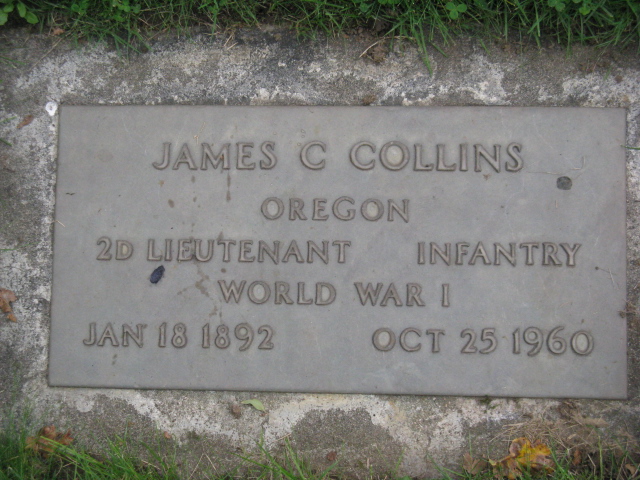 JAMES C COLLINS
OREGON
2D LIEUTENANT INFANTRY
WORLD WAR I
JAN 18 1892 OCT 25 1960